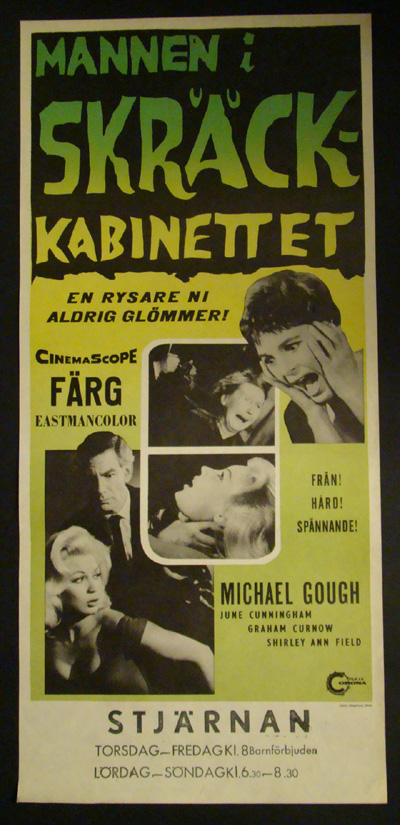 MANNEN i
SKRÄCK-
KABINETTET
EN RYSARE NI
ALDRIG GLÖMMER!
CINEMASCOPE
FÄRG
EASTMANCOLOR
FRÄN!
HÅRD!
SPÄNNANDE!
MICHAEL GOUGH
JUNE CUNNINGHAM
GRAHAM CURNOW
SHIRLEY ANN FIELD
CORONA
STJÄRNAN
TORSDAG—FREDAG Kl. 8 Barnförbjuden
LÖRDAG—SÖNDAG Kl. 6.30—8.30